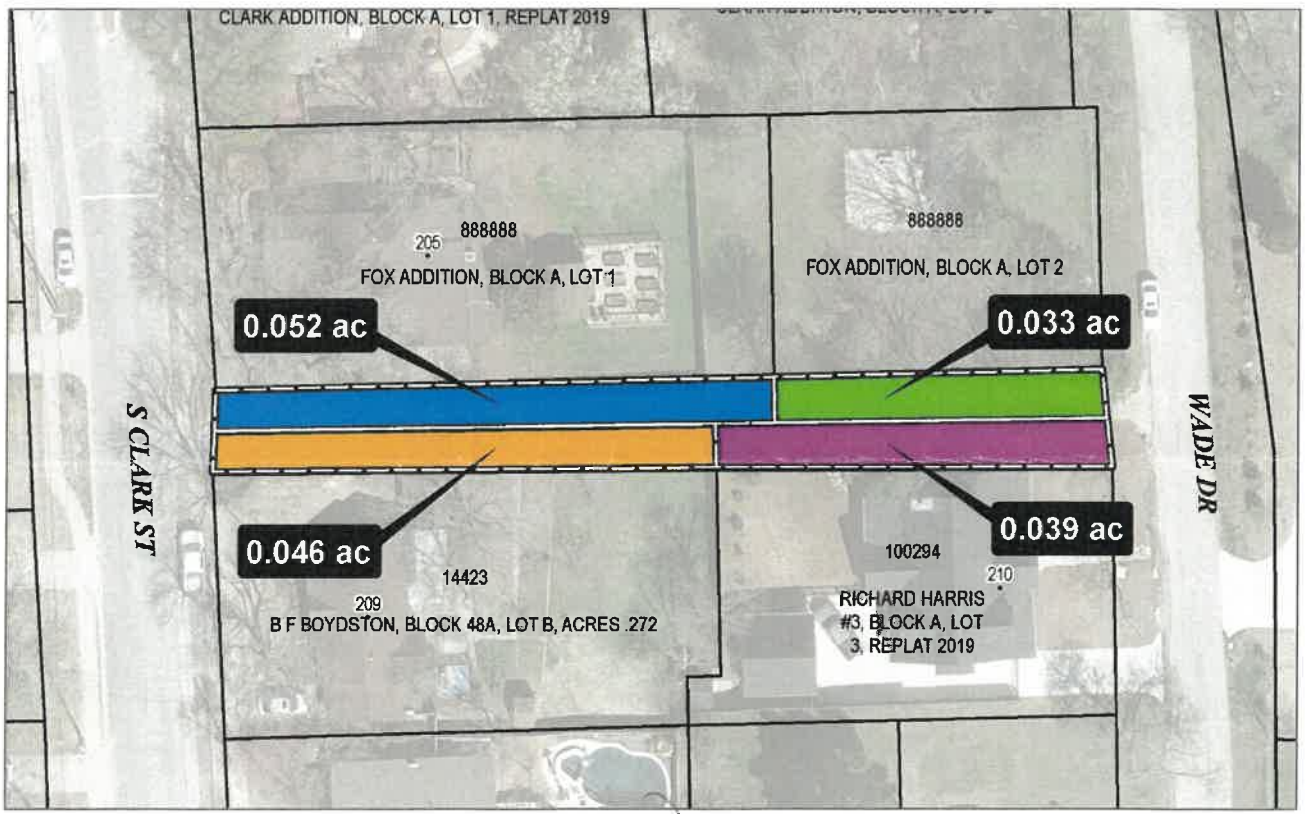 CLARK ADDITION, BLOCK A, LOT 1, REPLAT 2019
888888
205
FOX ADDITION, BLOCK A, LOT 1
888888
FOX ADDITION, BLOCK A, LOT 2
0.052 ac
0.033 ac
S CLARK ST
WADE DR
0.046 ac
0.039 ac
14423
209
B F BOYDSTON, BLOCK 48A, LOT B, ACRES .272
100294
210
RICHARD HARRIS
#3, BLOCK A, LOT
3, REPLAT 2019